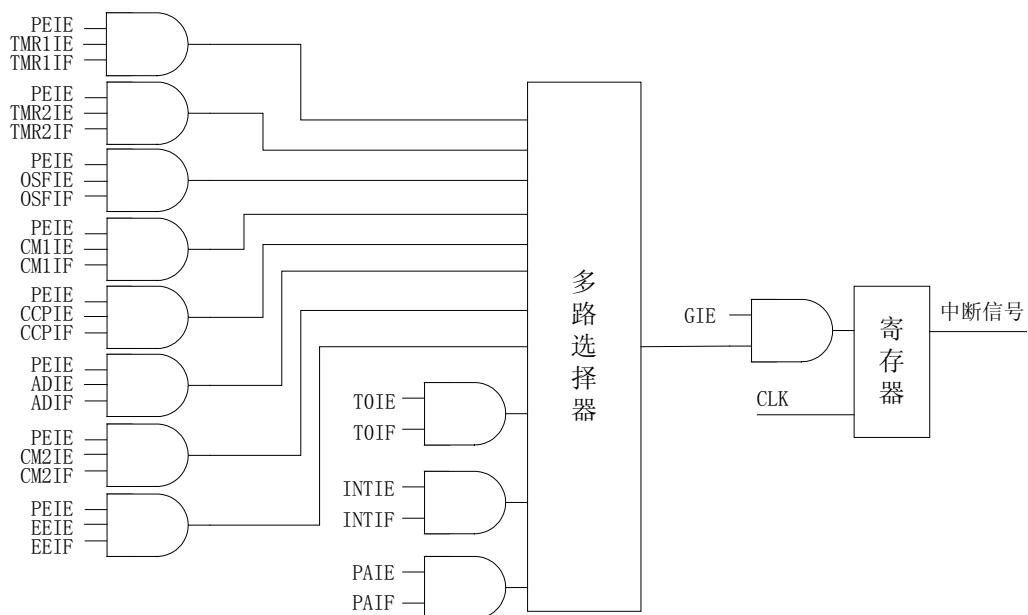 PEIE
TMR1IE
TMR1IF
PEIE
TMR2IE
TMR2IF
PEIE
OSFIE
OSFIF
PEIE
CM1IE
CM1IF
PEIE
CCPIE
CCPIF
PEIE
ADIE
ADIF
PEIE
CM2IE
CM2IF
PEIE
EEIE
EEIF
TOIE
TOIF
INTIE
INTIF
PAIE
PAIF
多路选择器
GIE
CLK
寄存器
中断信号